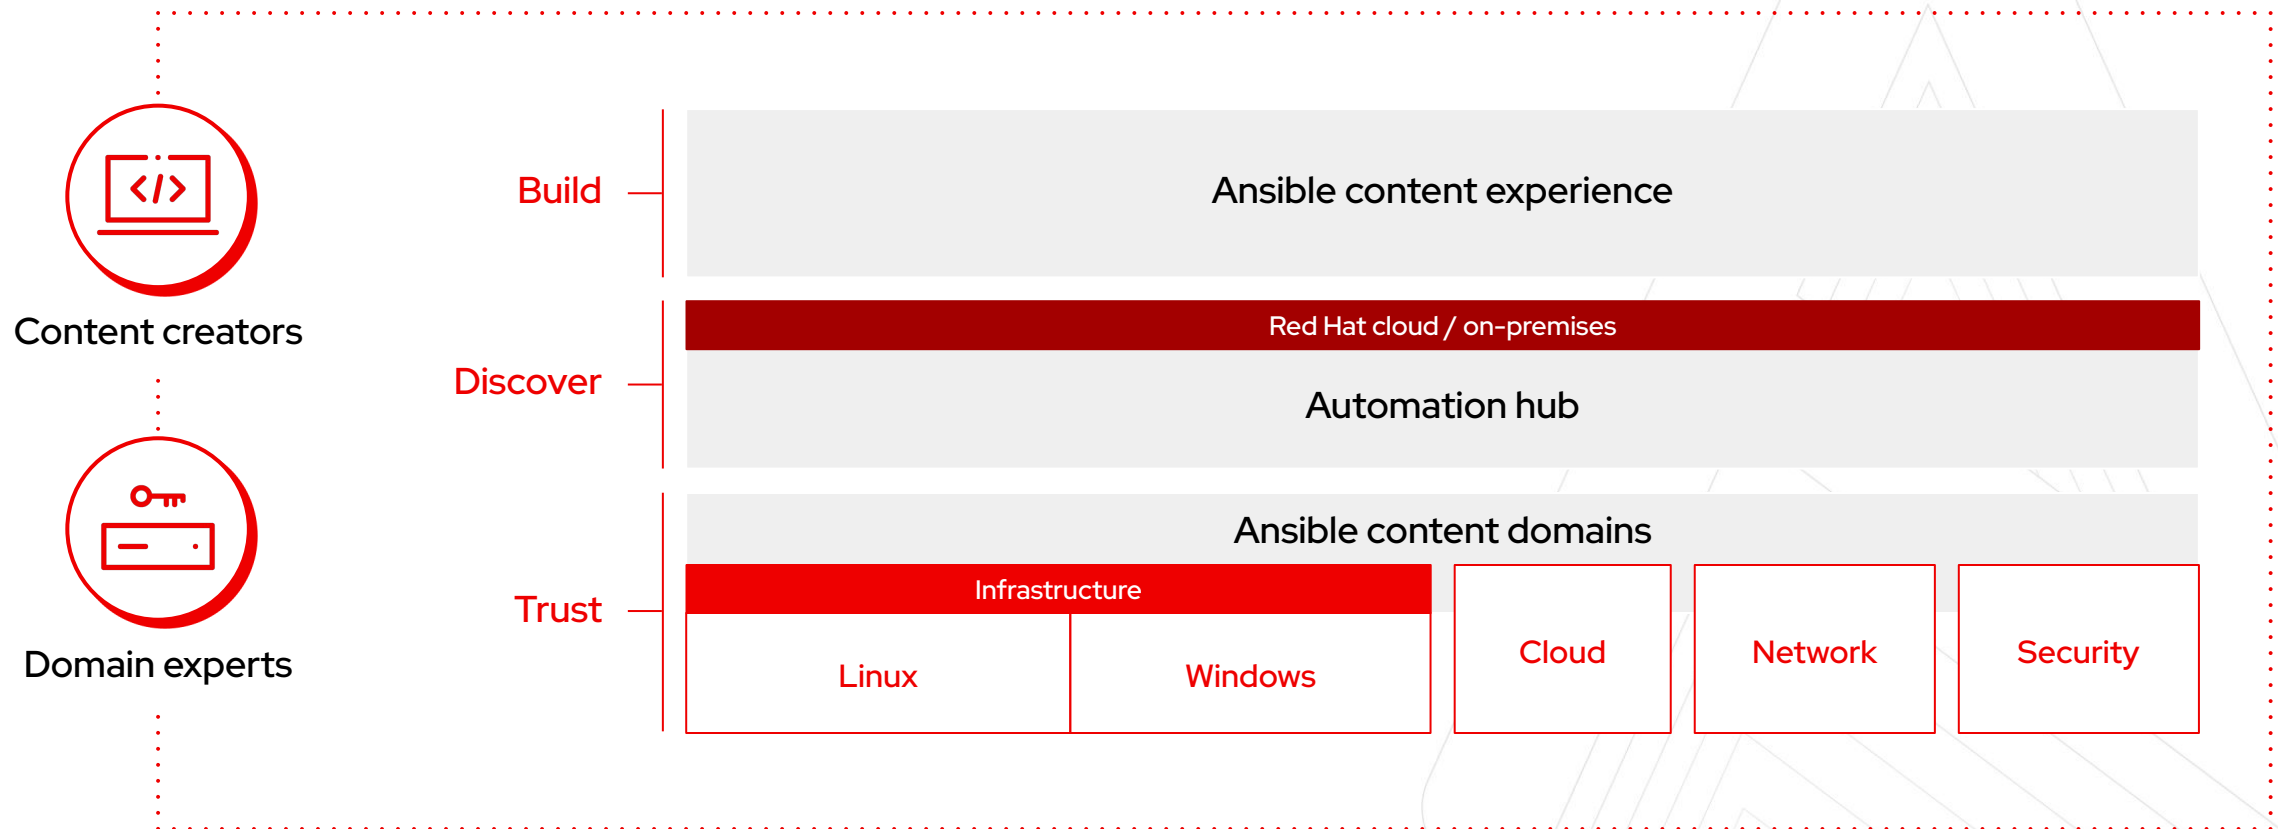 Content creators
Domain experts
Build
Ansible content experience
Discover
Red Hat cloud / on-premises
Automation hub
Trust
Ansible content domains
Infrastructure
Linux
Windows
Cloud
Network
Security